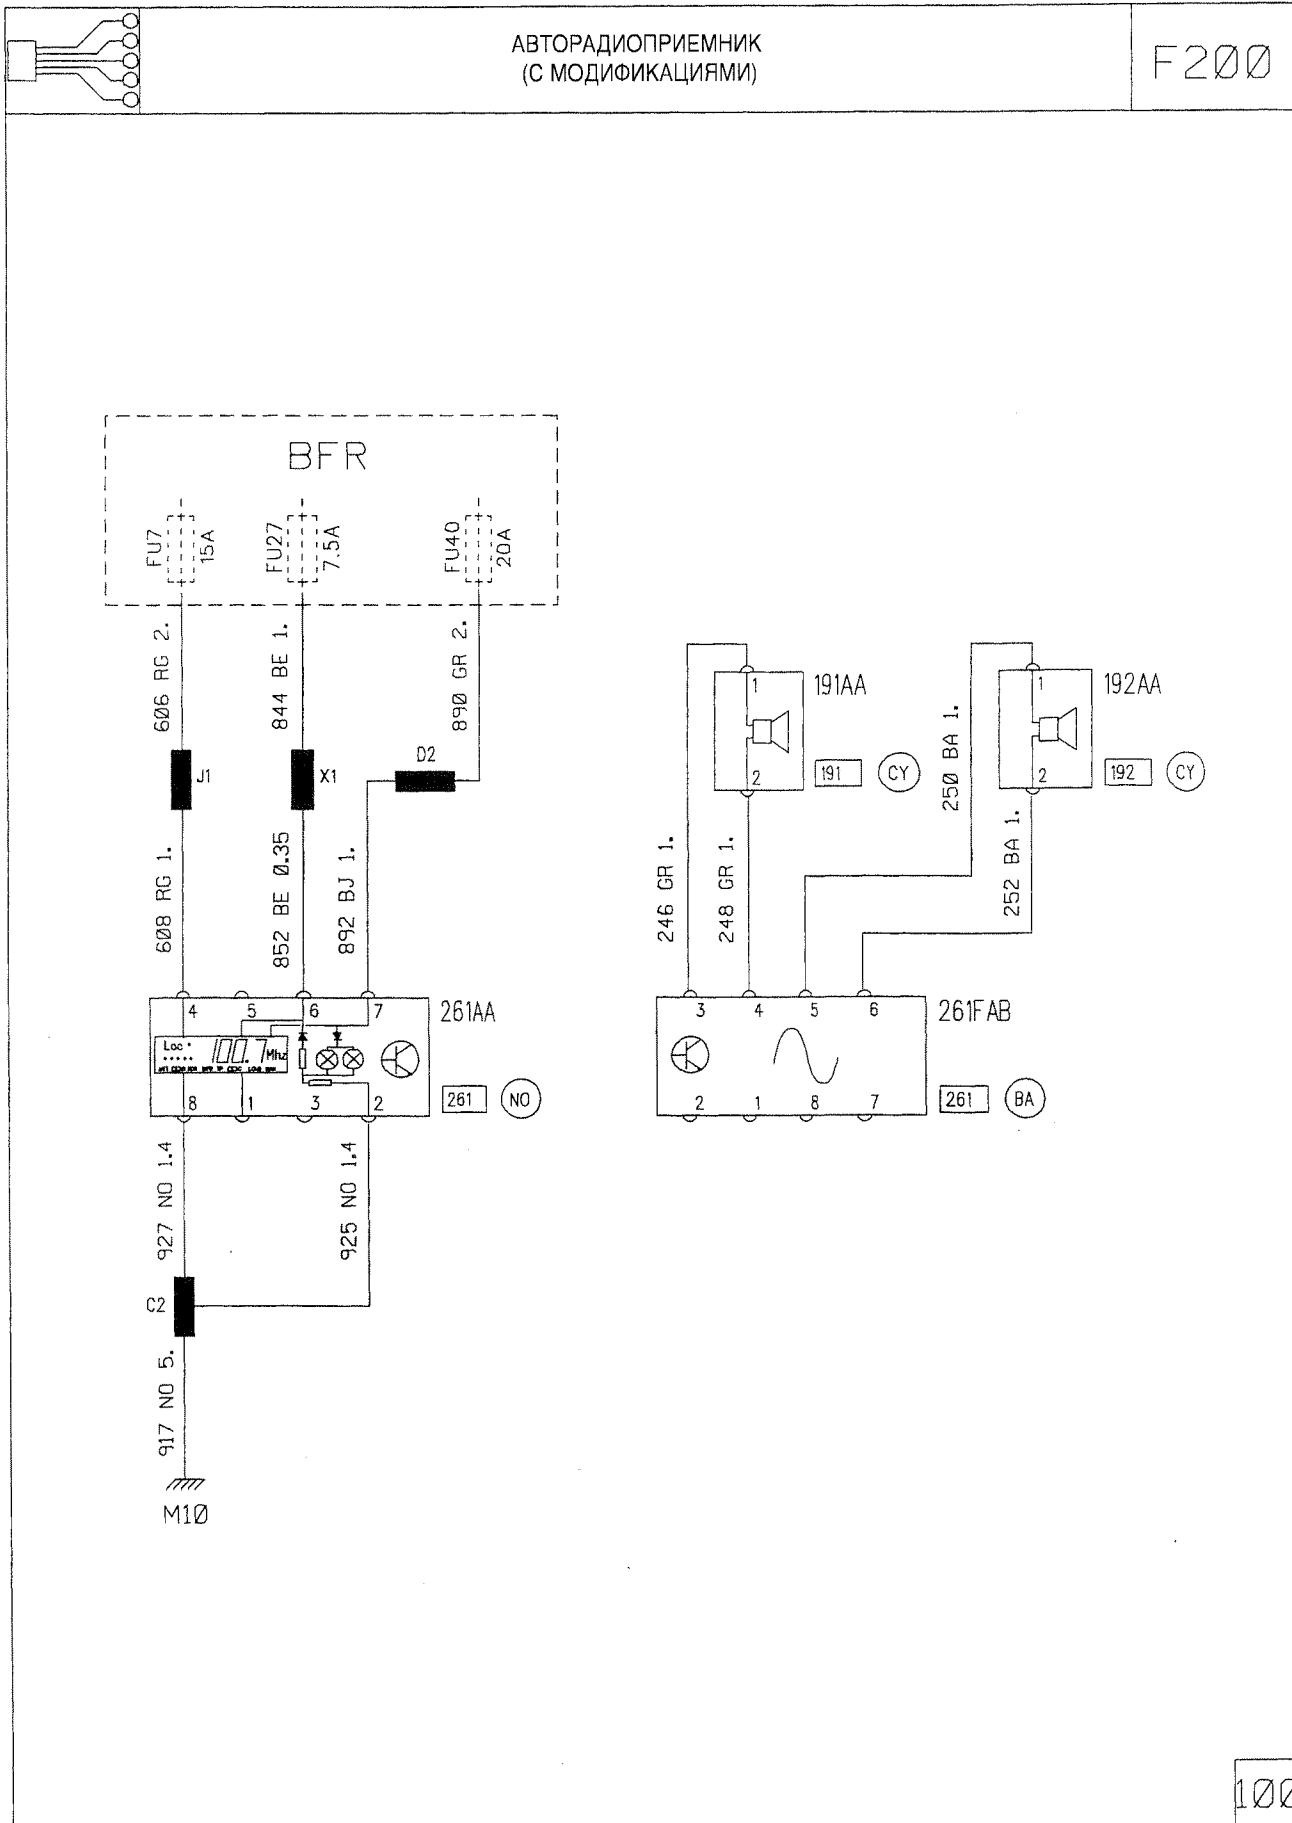 АВТОРАДИОПРИЕМНИК
(С МОДИФИКАЦИЯМИ)
F200
BFR
FU7
15A
FU27
7.5A
FU40
20A
606 RG 2.
844 BE 1.
890 GR 2.
J1
X1
D2
608 RG 1.
852 BE 0.35
892 BJ 1.
1
191AA
2
191
CY
1
192AA
2
192
CY
246 GR 1.
248 GR 1.
250 BA 1.
252 BA 1.
4 5 6 7
261AA
Loc
100.7 Mhz
8 1 3 2
261
NO
3 4 5 6
261FAB
2 1 8 7
261
BA
927 NO 1.4
925 NO 1.4
C2
917 NO 5.
M10
100